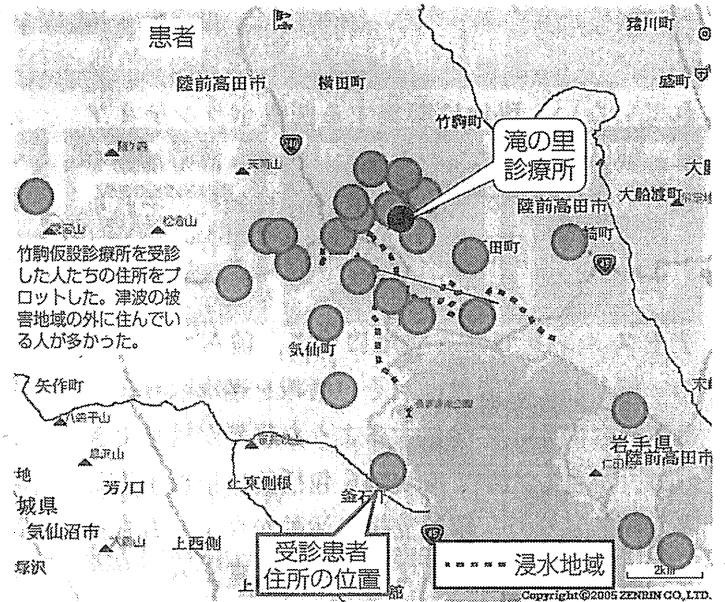 患者
猪川町
盛町
陸前高田市
横田町
竹駒町
滝の里
診療所
大船渡町
陸前高田市
竹駒仮設診療所を受診
した人たちの住所をプ
ロットした。津波の被
害地域の外に住んでい
る人が多かった。
気仙町
矢作町
岩手県
陸前高田市
上東側根
城県
気仙沼市
上西側
塚沢
受診患者
住所の位置
浸水地域
2km
Copyright©2005 ZENRIN CO.,LTD.